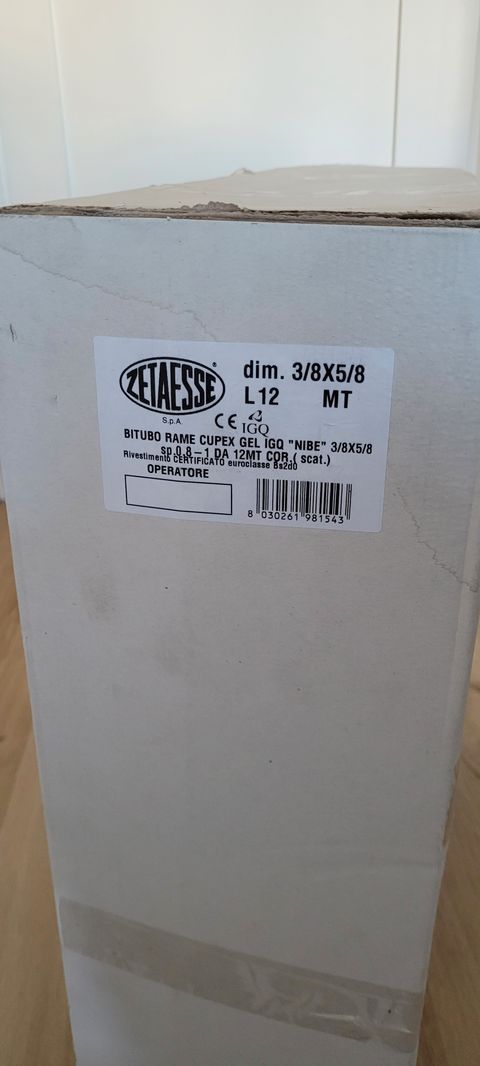 ZETAESSE®
S.p.A.
dim. 3/8X5/8
L 12 MT
CE IGQ
BITUBO RAME CUPEX GEL IGQ "NIBE" 3/8X5/8
sp.0,8-1 DA 12MT COR.( scat.)
Rivestimento CERTIFICATO euroclasse Bs2d0
OPERATORE
8 030261 981543